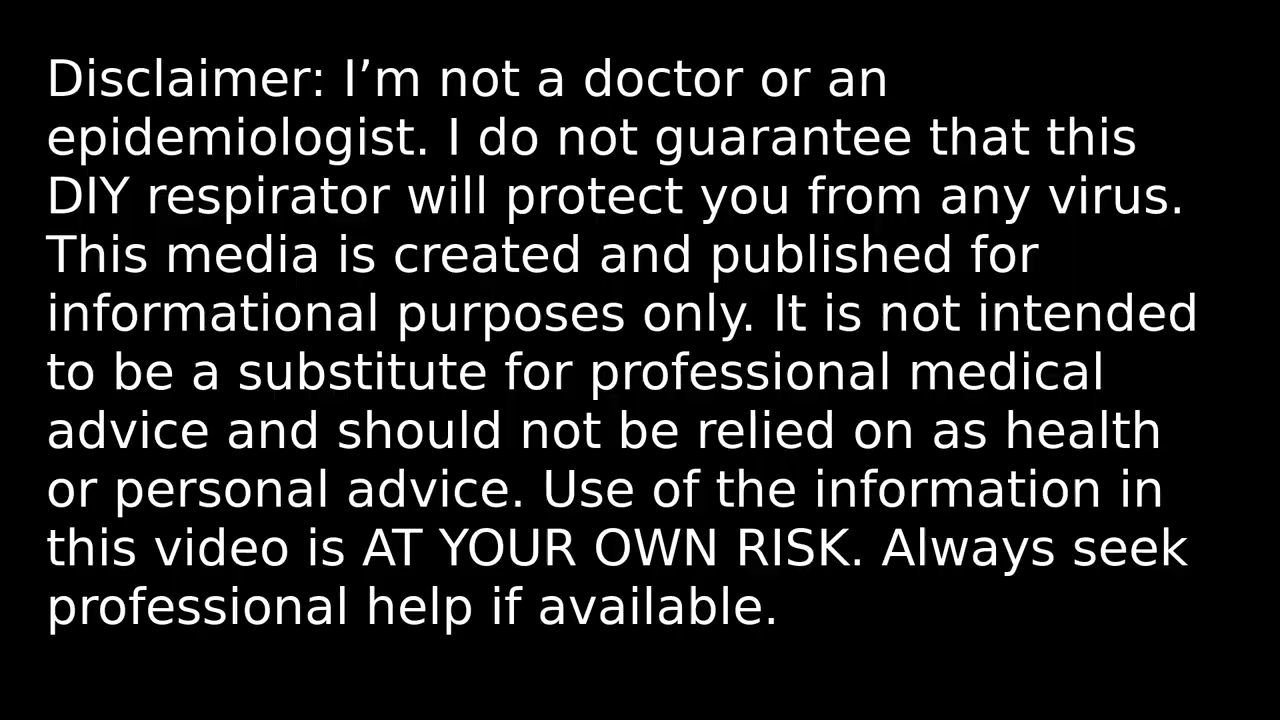 Disclaimer: I’m not a doctor or an
epidemiologist. I do not guarantee that this
DIY respirator will protect you from any virus.
This media is created and published for
informational purposes only. It is not intended
to be a substitute for professional medical
advice and should not be relied on as health
or personal advice. Use of the information in
this video is AT YOUR OWN RISK. Always seek
professional help if available.